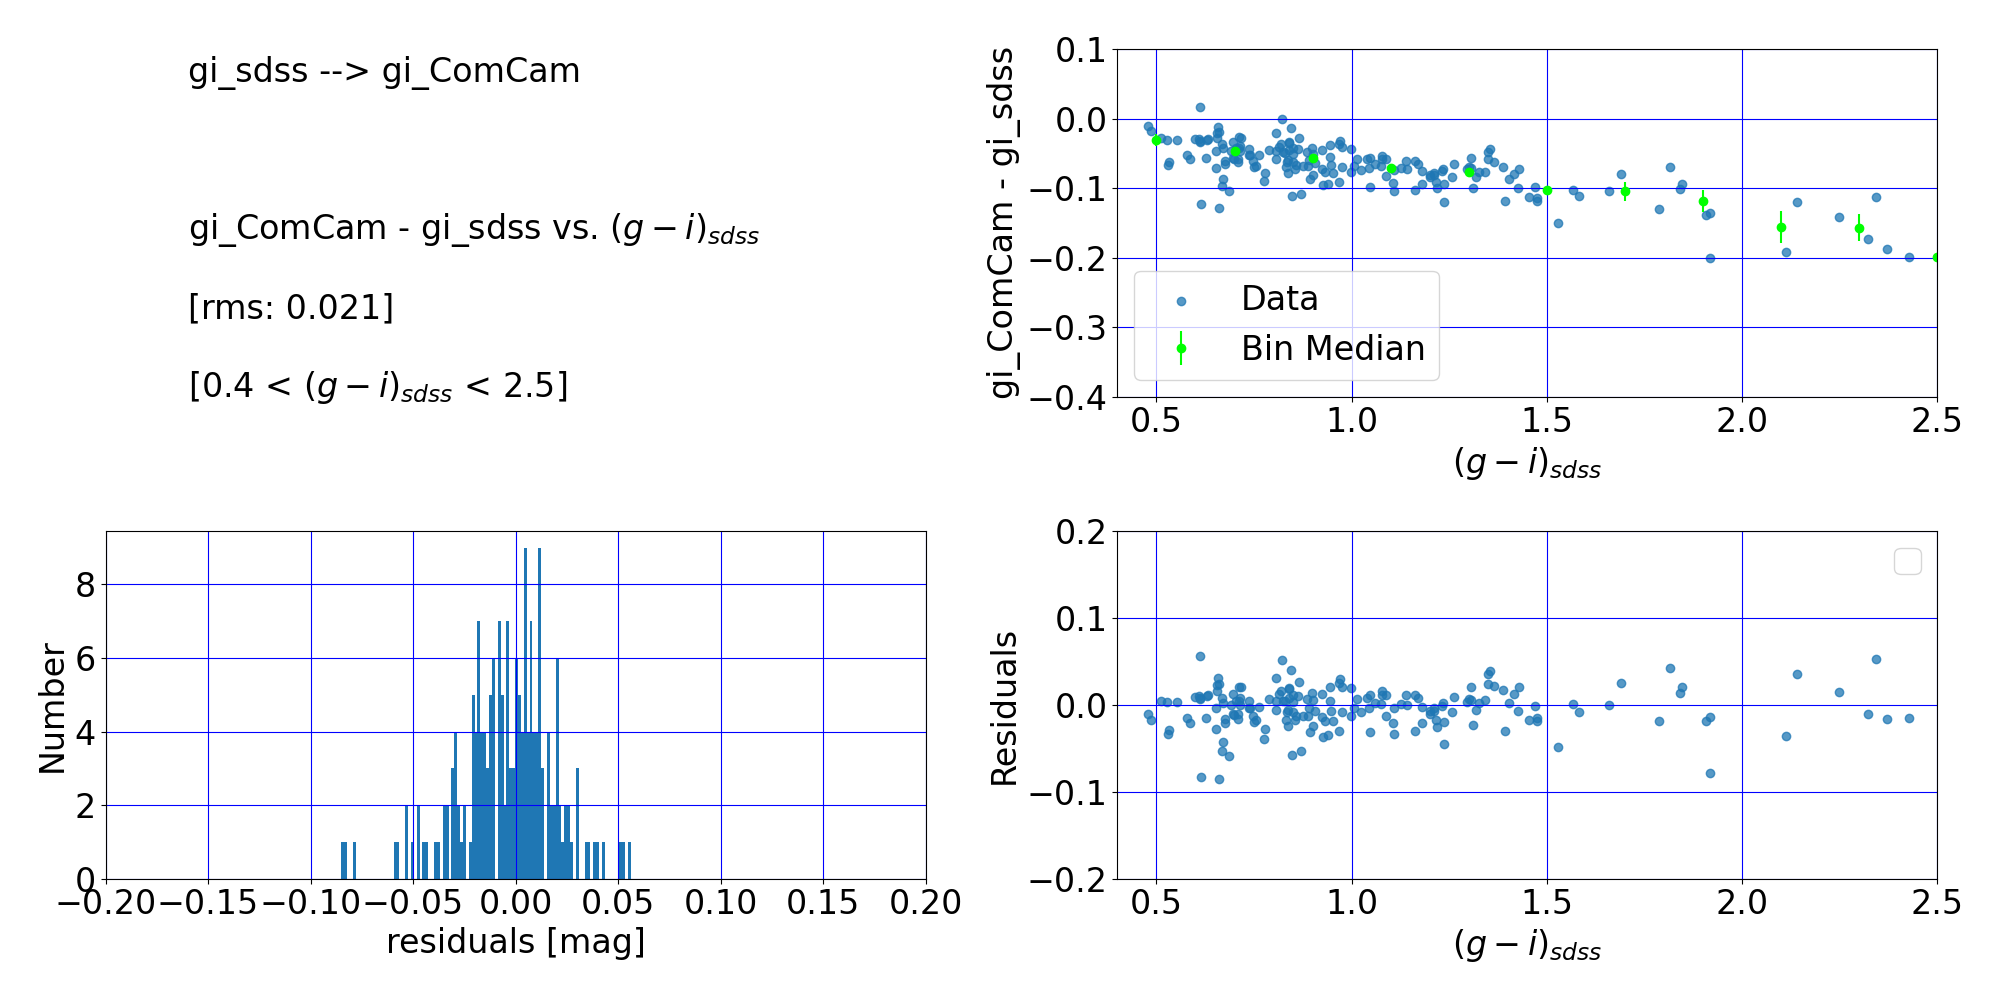 gi_sdss --> gi_ComCam
gi_ComCam - gi_sdss vs. (g − i)sdss
[rms: 0.021]
[0.4 < (g − i)sdss < 2.5]
gi_ComCam - gi_sdss
0.1
0.0
−0.1
−0.2
−0.3
−0.4
Data
Bin Median
0.5 1.0 1.5 2.0 2.5
(g − i)sdss
Number
8
6
4
2
0
−0.20 −0.15 −0.10 −0.05 0.00 0.05 0.10 0.15 0.20
residuals [mag]
Residuals
0.2
0.1
0.0
−0.1
−0.2
0.5 1.0 1.5 2.0 2.5
(g − i)sdss